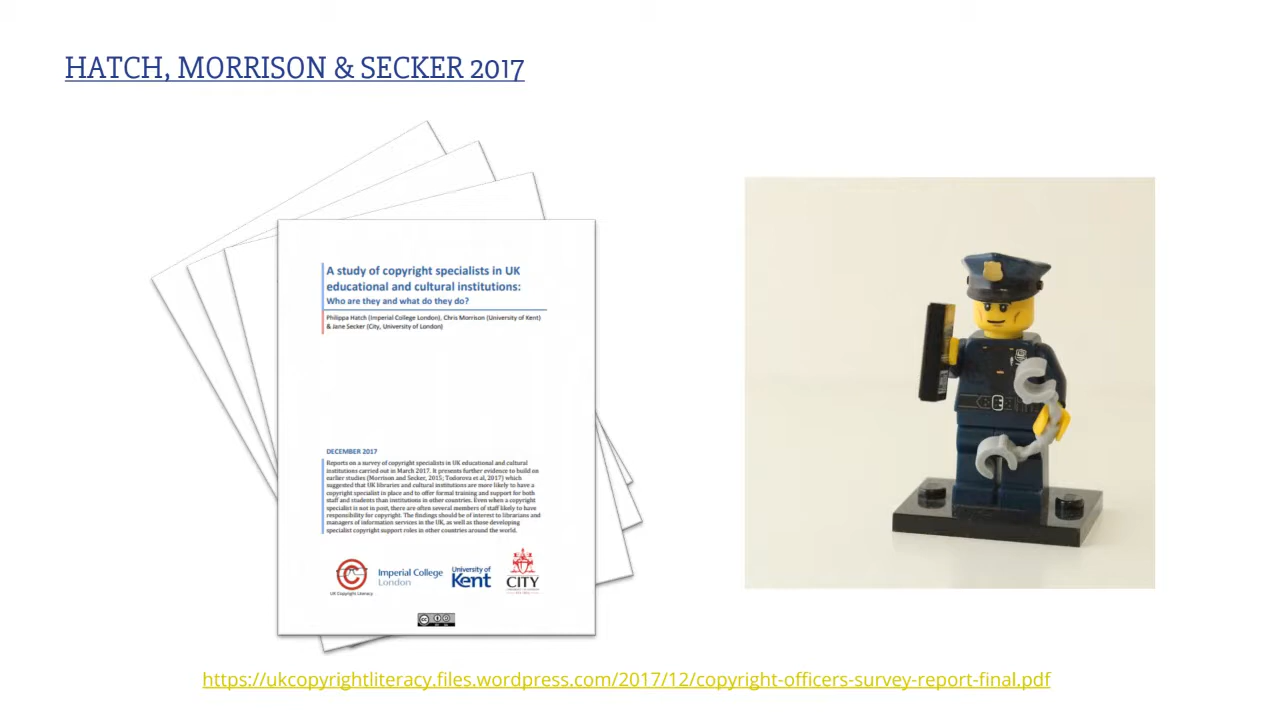 HATCH, MORRISON & SECKER 2017
A study of copyright specialists in UK
educational and cultural institutions:
Who are they and what do they do?
Philippa Hatch (Imperial College London), Chris Morrison (University of Kent)
& Jane Secker (City, University of London)
DECEMBER 2017
Reports on a survey of copyright specialists in UK educational and cultural
institutions carried out in March 2017. It presents further evidence to build on
earlier studies (Morrison and Secker, 2015; Todorova et al, 2017) which
suggested that UK libraries and cultural institutions are more likely to have a
copyright specialist in place and to offer formal training and support for both
staff and students than institutions in other countries. Even when a copyright
specialist is not in post, there are often several members of staff likely to have
responsibility for copyright. The findings should be of interest to librarians and
managers of information services in the UK, as well as those developing
specialist copyright support roles in other countries around the world.
UK Copyright Literacy
Imperial College
London
University of
Kent
CITY
https://ukcopyrightliteracy.files.wordpress.com/2017/12/copyright-officers-survey-report-final.pdf